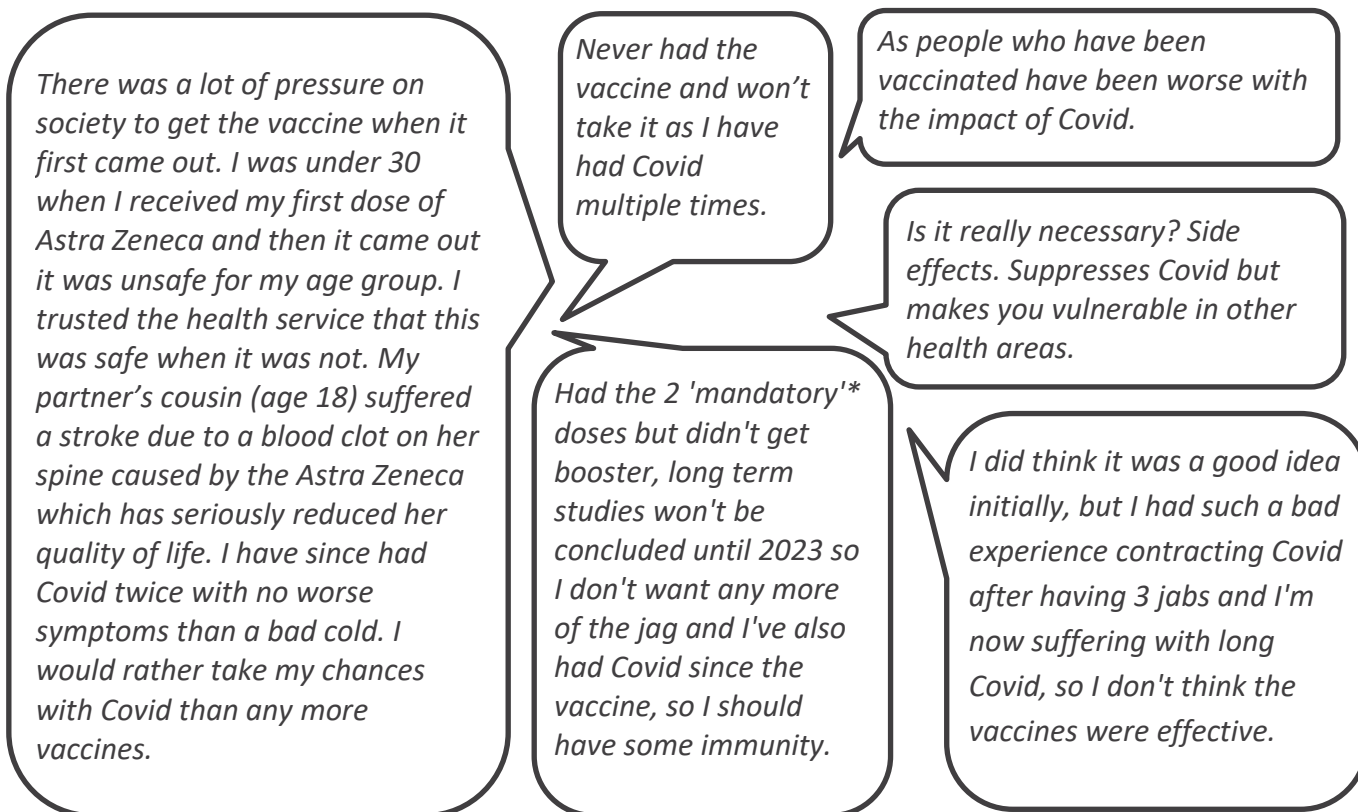 There was a lot of pressure on
society to get the vaccine when it
first came out. I was under 30
when I received my first dose of
Astra Zeneca and then it came out
it was unsafe for my age group. I
trusted the health service that this
was safe when it was not. My
partner’s cousin (age 18) suffered
a stroke due to a blood clot on her
spine caused by the Astra Zeneca
which has seriously reduced her
quality of life. I have since had
Covid twice with no worse
symptoms than a bad cold. I
would rather take my chances
with Covid than any more
vaccines.
Never had the
vaccine and won’t
take it as I have
had Covid
multiple times.
As people who have been
vaccinated have been worse with
the impact of Covid.
Is it really necessary? Side
effects. Suppresses Covid but
makes you vulnerable in other
health areas.
Had the 2 'mandatory'*
doses but didn't get
booster, long term
studies won't be
concluded until 2023 so
I don't want any more
of the jag and I've also
had Covid since the
vaccine, so I should
have some immunity.
I did think it was a good idea
initially, but I had such a bad
experience contracting Covid
after having 3 jabs and I'm
now suffering with long
Covid, so I don't think the
vaccines were effective.